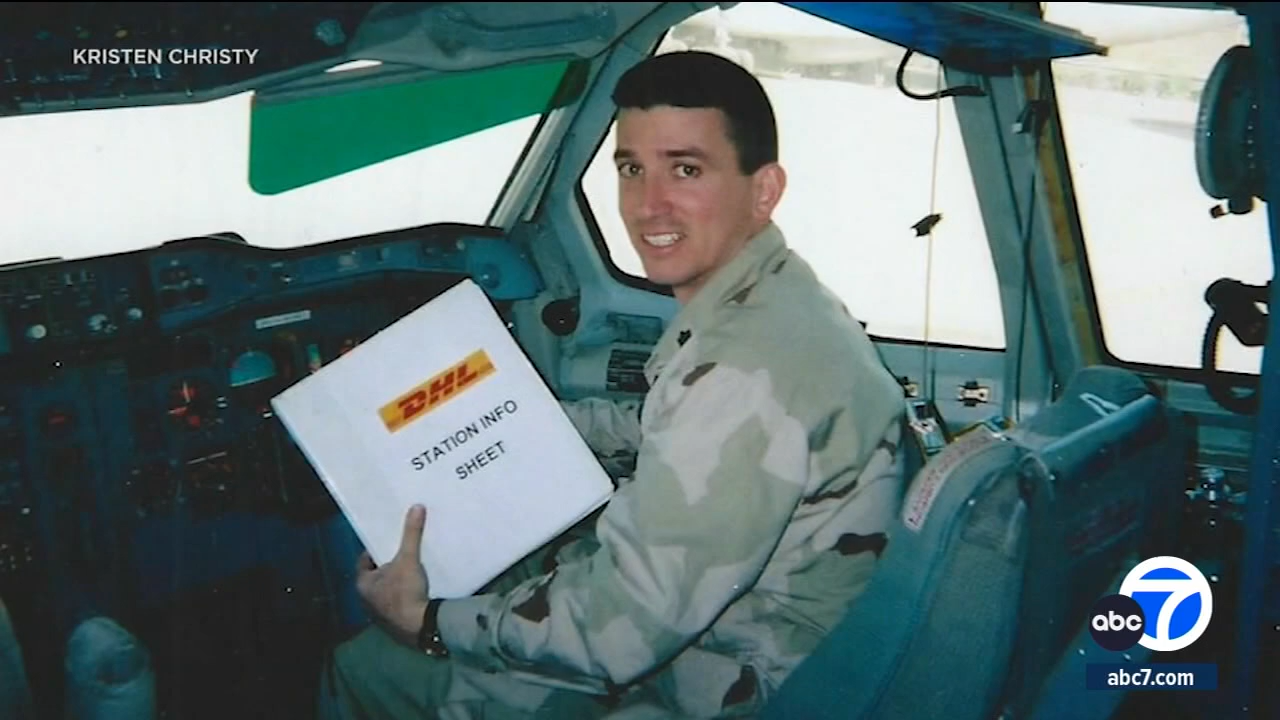 KRISTEN CHRISTY
DHL
STATION INFO
SHEET
abc 7
abc7.com